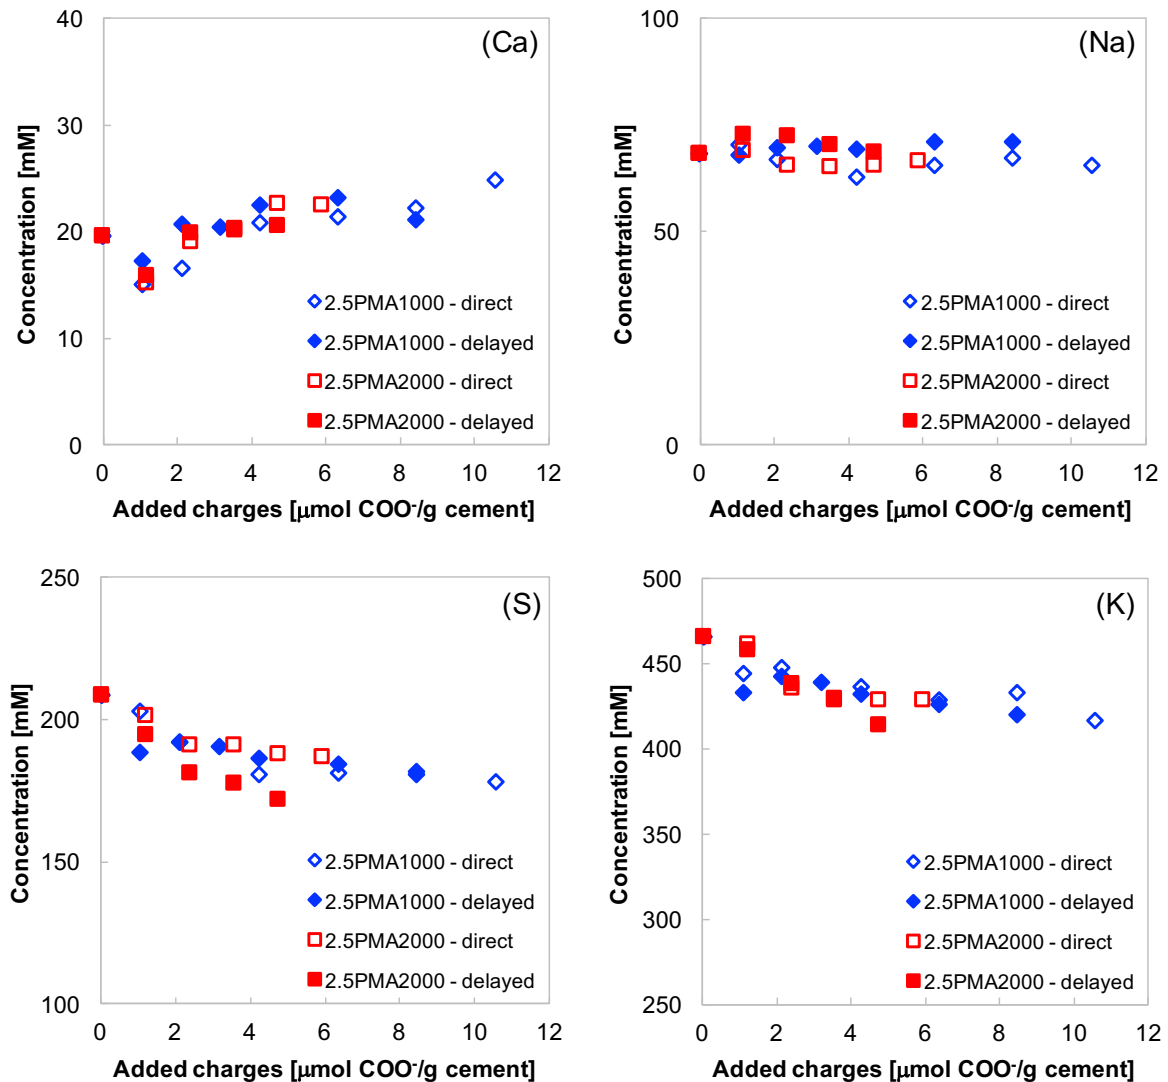 (Ca)
Concentration [mM]
40
30
20
10
0
0 2 4 6 8 10 12
Added charges [μmol COO⁻/g cement]
2.5PMA1000 - direct
2.5PMA1000 - delayed
2.5PMA2000 - direct
2.5PMA2000 - delayed
(Na)
Concentration [mM]
100
50
0
0 2 4 6 8 10 12
Added charges [μmol COO⁻/g cement]
2.5PMA1000 - direct
2.5PMA1000 - delayed
2.5PMA2000 - direct
2.5PMA2000 - delayed
(S)
Concentration [mM]
250
200
150
100
0 2 4 6 8 10 12
Added charges [μmol COO⁻/g cement]
2.5PMA1000 - direct
2.5PMA1000 - delayed
2.5PMA2000 - direct
2.5PMA2000 - delayed
(K)
Concentration [mM]
500
450
400
350
300
250
0 2 4 6 8 10 12
Added charges [μmol COO⁻/g cement]
2.5PMA1000 - direct
2.5PMA1000 - delayed
2.5PMA2000 - direct
2.5PMA2000 - delayed